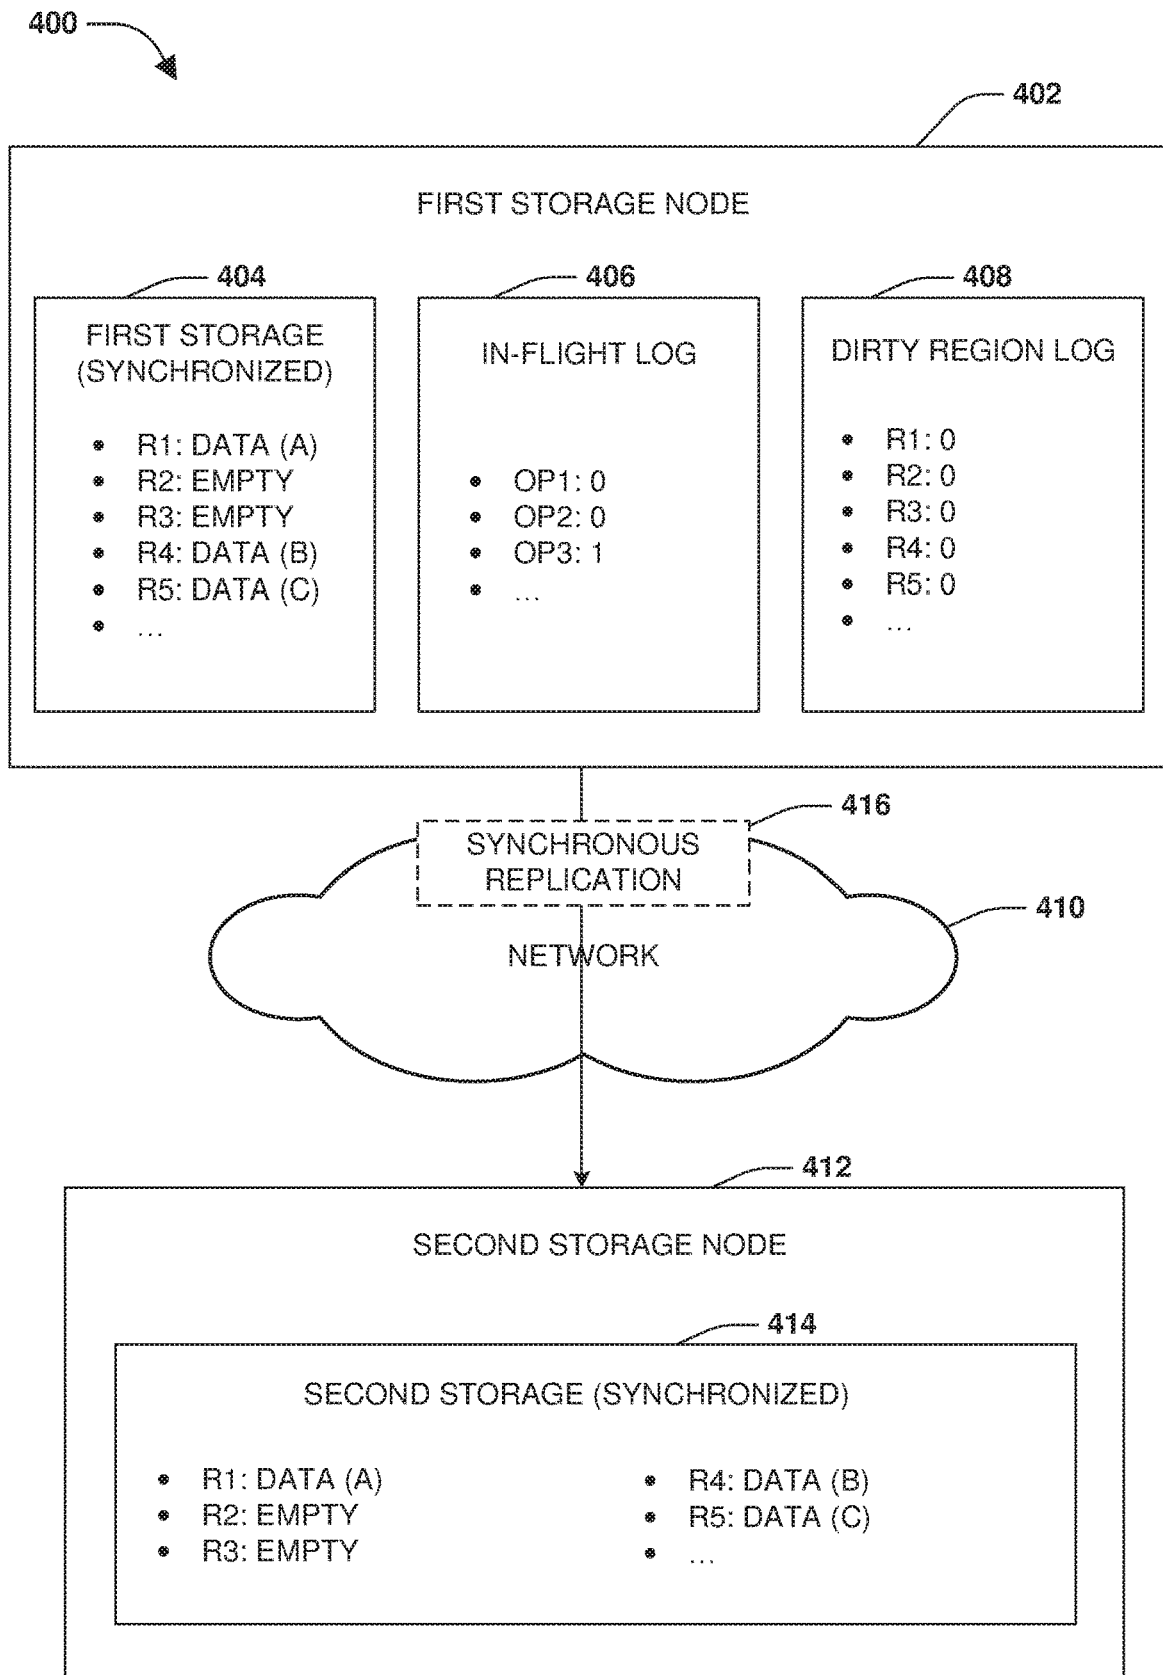 400
402
FIRST STORAGE NODE
404
FIRST STORAGE
(SYNCHRONIZED)
• R1: DATA (A)
• R2: EMPTY
• R3: EMPTY
• R4: DATA (B)
• R5: DATA (C)
• ...
406
IN-FLIGHT LOG
• OP1: 0
• OP2: 0
• OP3: 1
• ...
408
DIRTY REGION LOG
• R1: 0
• R2: 0
• R3: 0
• R4: 0
• R5: 0
• ...
416
SYNCHRONOUS
REPLICATION
410
NETWORK
412
SECOND STORAGE NODE
414
SECOND STORAGE (SYNCHRONIZED)
• R1: DATA (A)
• R2: EMPTY
• R3: EMPTY
• R4: DATA (B)
• R5: DATA (C)
• ...